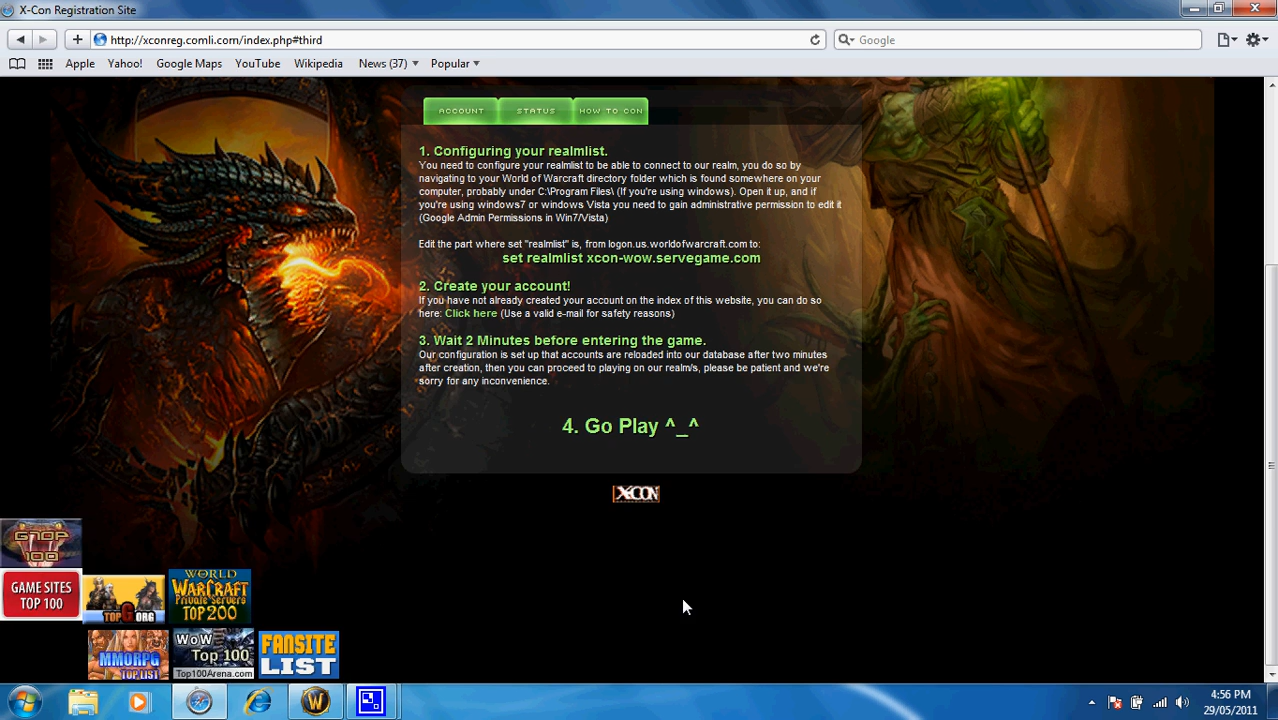 X-Con Registration Site
http://xconreg.comli.com/index.php#third
Google
Apple Yahoo! Google Maps YouTube Wikipedia News (37) Popular
ACCOUNT STATUS HOW TO CON
1. Configuring your realmlist.
You need to configure your realmlist to be able to connect to our realm, you do so by
navigating to your World of Warcraft directory folder which is found somewhere on your
computer, probably under C:\Program Files\ (If you're using windows). Open it up, and if
you're using windows7 or windows Vista you need to gain administrative permission to edit it
(Google Admin Permissions in Win7/Vista)
Edit the part where set "realmlist" is, from logon.us.worldofwarcraft.com to:
set realmlist xcon-wow.servegame.com
2. Create your account!
If you have not already created your account on the index of this website, you can do so
here: Click here (Use a valid e-mail for safety reasons)
3. Wait 2 Minutes before entering the game.
Our configuration is set up that accounts are reloaded into our database after two minutes
after creation, then you can proceed to playing on our realm/s, please be patient and we're
sorry for any inconvenience.
4. Go Play ^_^
X-CON
GTOP
100
GAME SITES
TOP 100
TOP G ORG
WORLD
WARCRAFT
Private Servers
TOP 200
MMORPG
TOP LIST
WoW
Top 100
Top100Arena.com
FANSITE
LIST
4:56 PM
29/05/2011